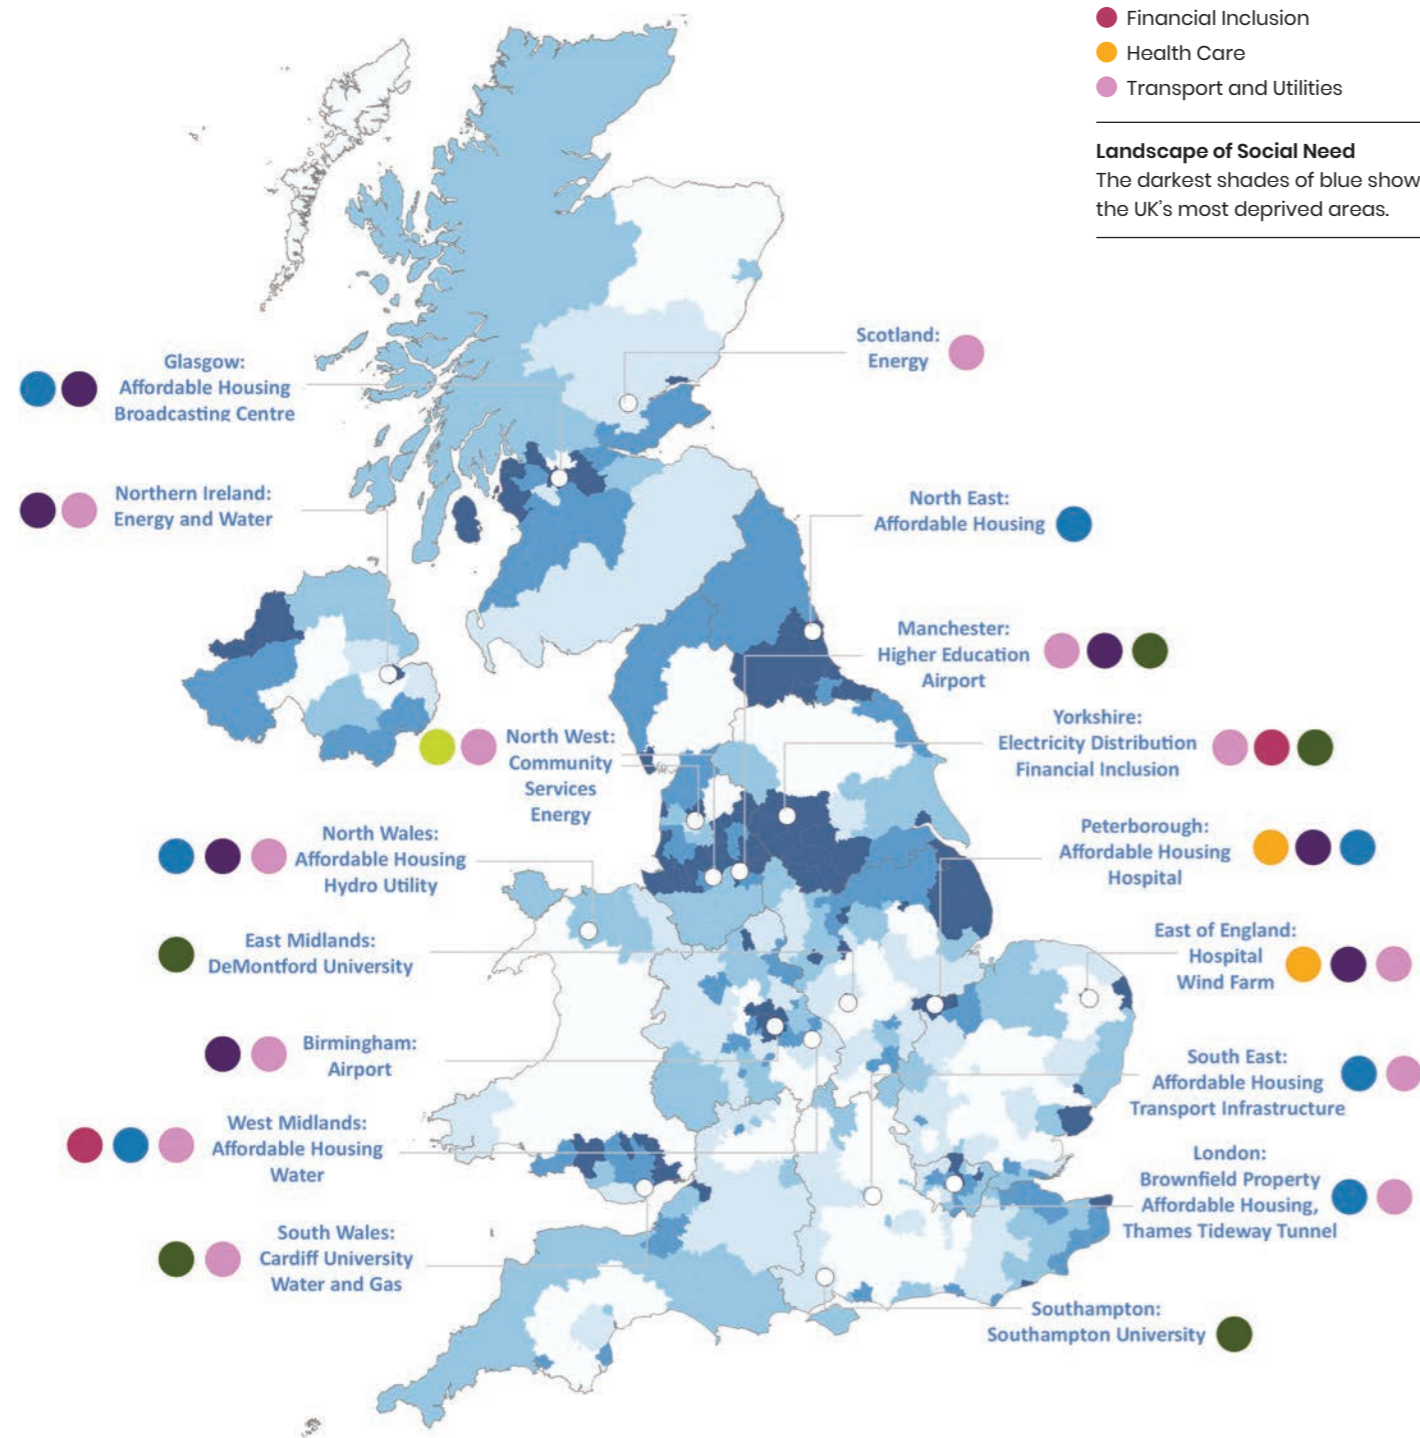 Financial Inclusion
Health Care
Transport and Utilities
Landscape of Social Need
The darkest shades of blue show
the UK's most deprived areas.
Scotland:
Energy
Glasgow:
Affordable Housing
Broadcasting Centre
Northern Ireland:
Energy and Water
North East:
Affordable Housing
Manchester:
Higher Education
Airport
Yorkshire:
Electricity Distribution
Financial Inclusion
North West:
Community
Services
Energy
North Wales:
Affordable Housing
Hydro Utility
Peterborough:
Affordable Housing
Hospital
East Midlands:
DeMontford University
East of England:
Hospital
Wind Farm
Birmingham:
Airport
South East:
Affordable Housing
Transport Infrastructure
West Midlands:
Affordable Housing
Water
London:
Brownfield Property
Affordable Housing,
Thames Tideway Tunnel
South Wales:
Cardiff University
Water and Gas
Southampton:
Southampton University